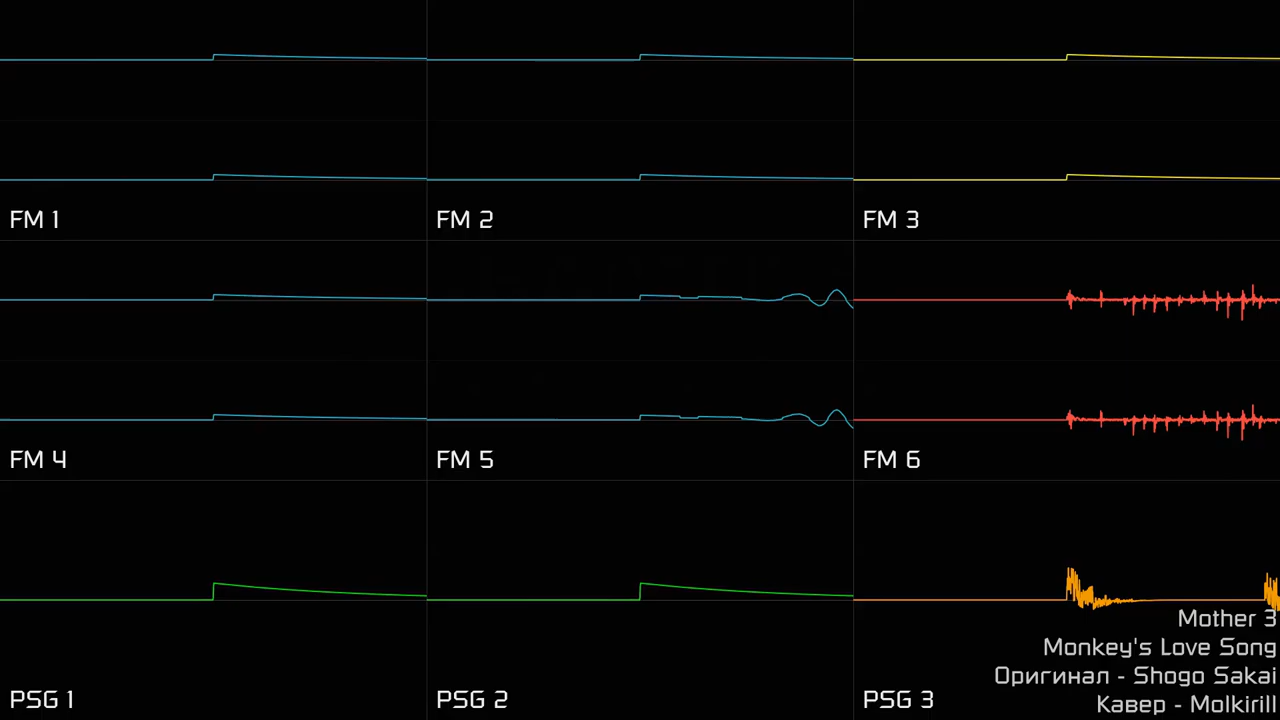 FM 1
FM 2
FM 3
FM 4
FM 5
FM 6
PSG 1
PSG 2
PSG 3
Mother 3
Monkey's Love Song
Оригинал - Shogo Sakai
Кавер - Molkirill